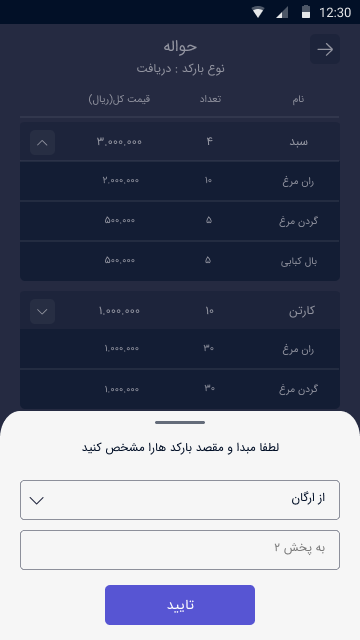 12:30
حواله
نوع بارکد : دریافت
نام تعداد قیمت کل(ریال)
سبد ۴ ۳,۰۰۰,۰۰۰
ران مرغ ۱۰ ۲,۰۰۰,۰۰۰
گردن مرغ ۵ ۵۰۰,۰۰۰
بال کبابی ۵ ۵۰۰,۰۰۰
کارتن ۱۰ ۱,۰۰۰,۰۰۰
ران مرغ ۳۰ ۱,۰۰۰,۰۰۰
گردن مرغ ۳۰ ۱,۰۰۰,۰۰۰
لطفا مبدا و مقصد بارکد هارا مشخص کنید
از ارگان
به پخش ۲
تایید